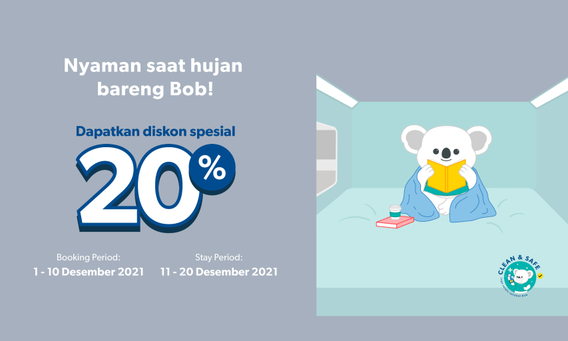 Nyaman saat hujan
bareng Bob!
Dapatkan diskon spesial
20%
Booking Period:
1 - 10 Desember 2021
Stay Period:
11 - 20 Desember 2021
CLEAN & SAFE